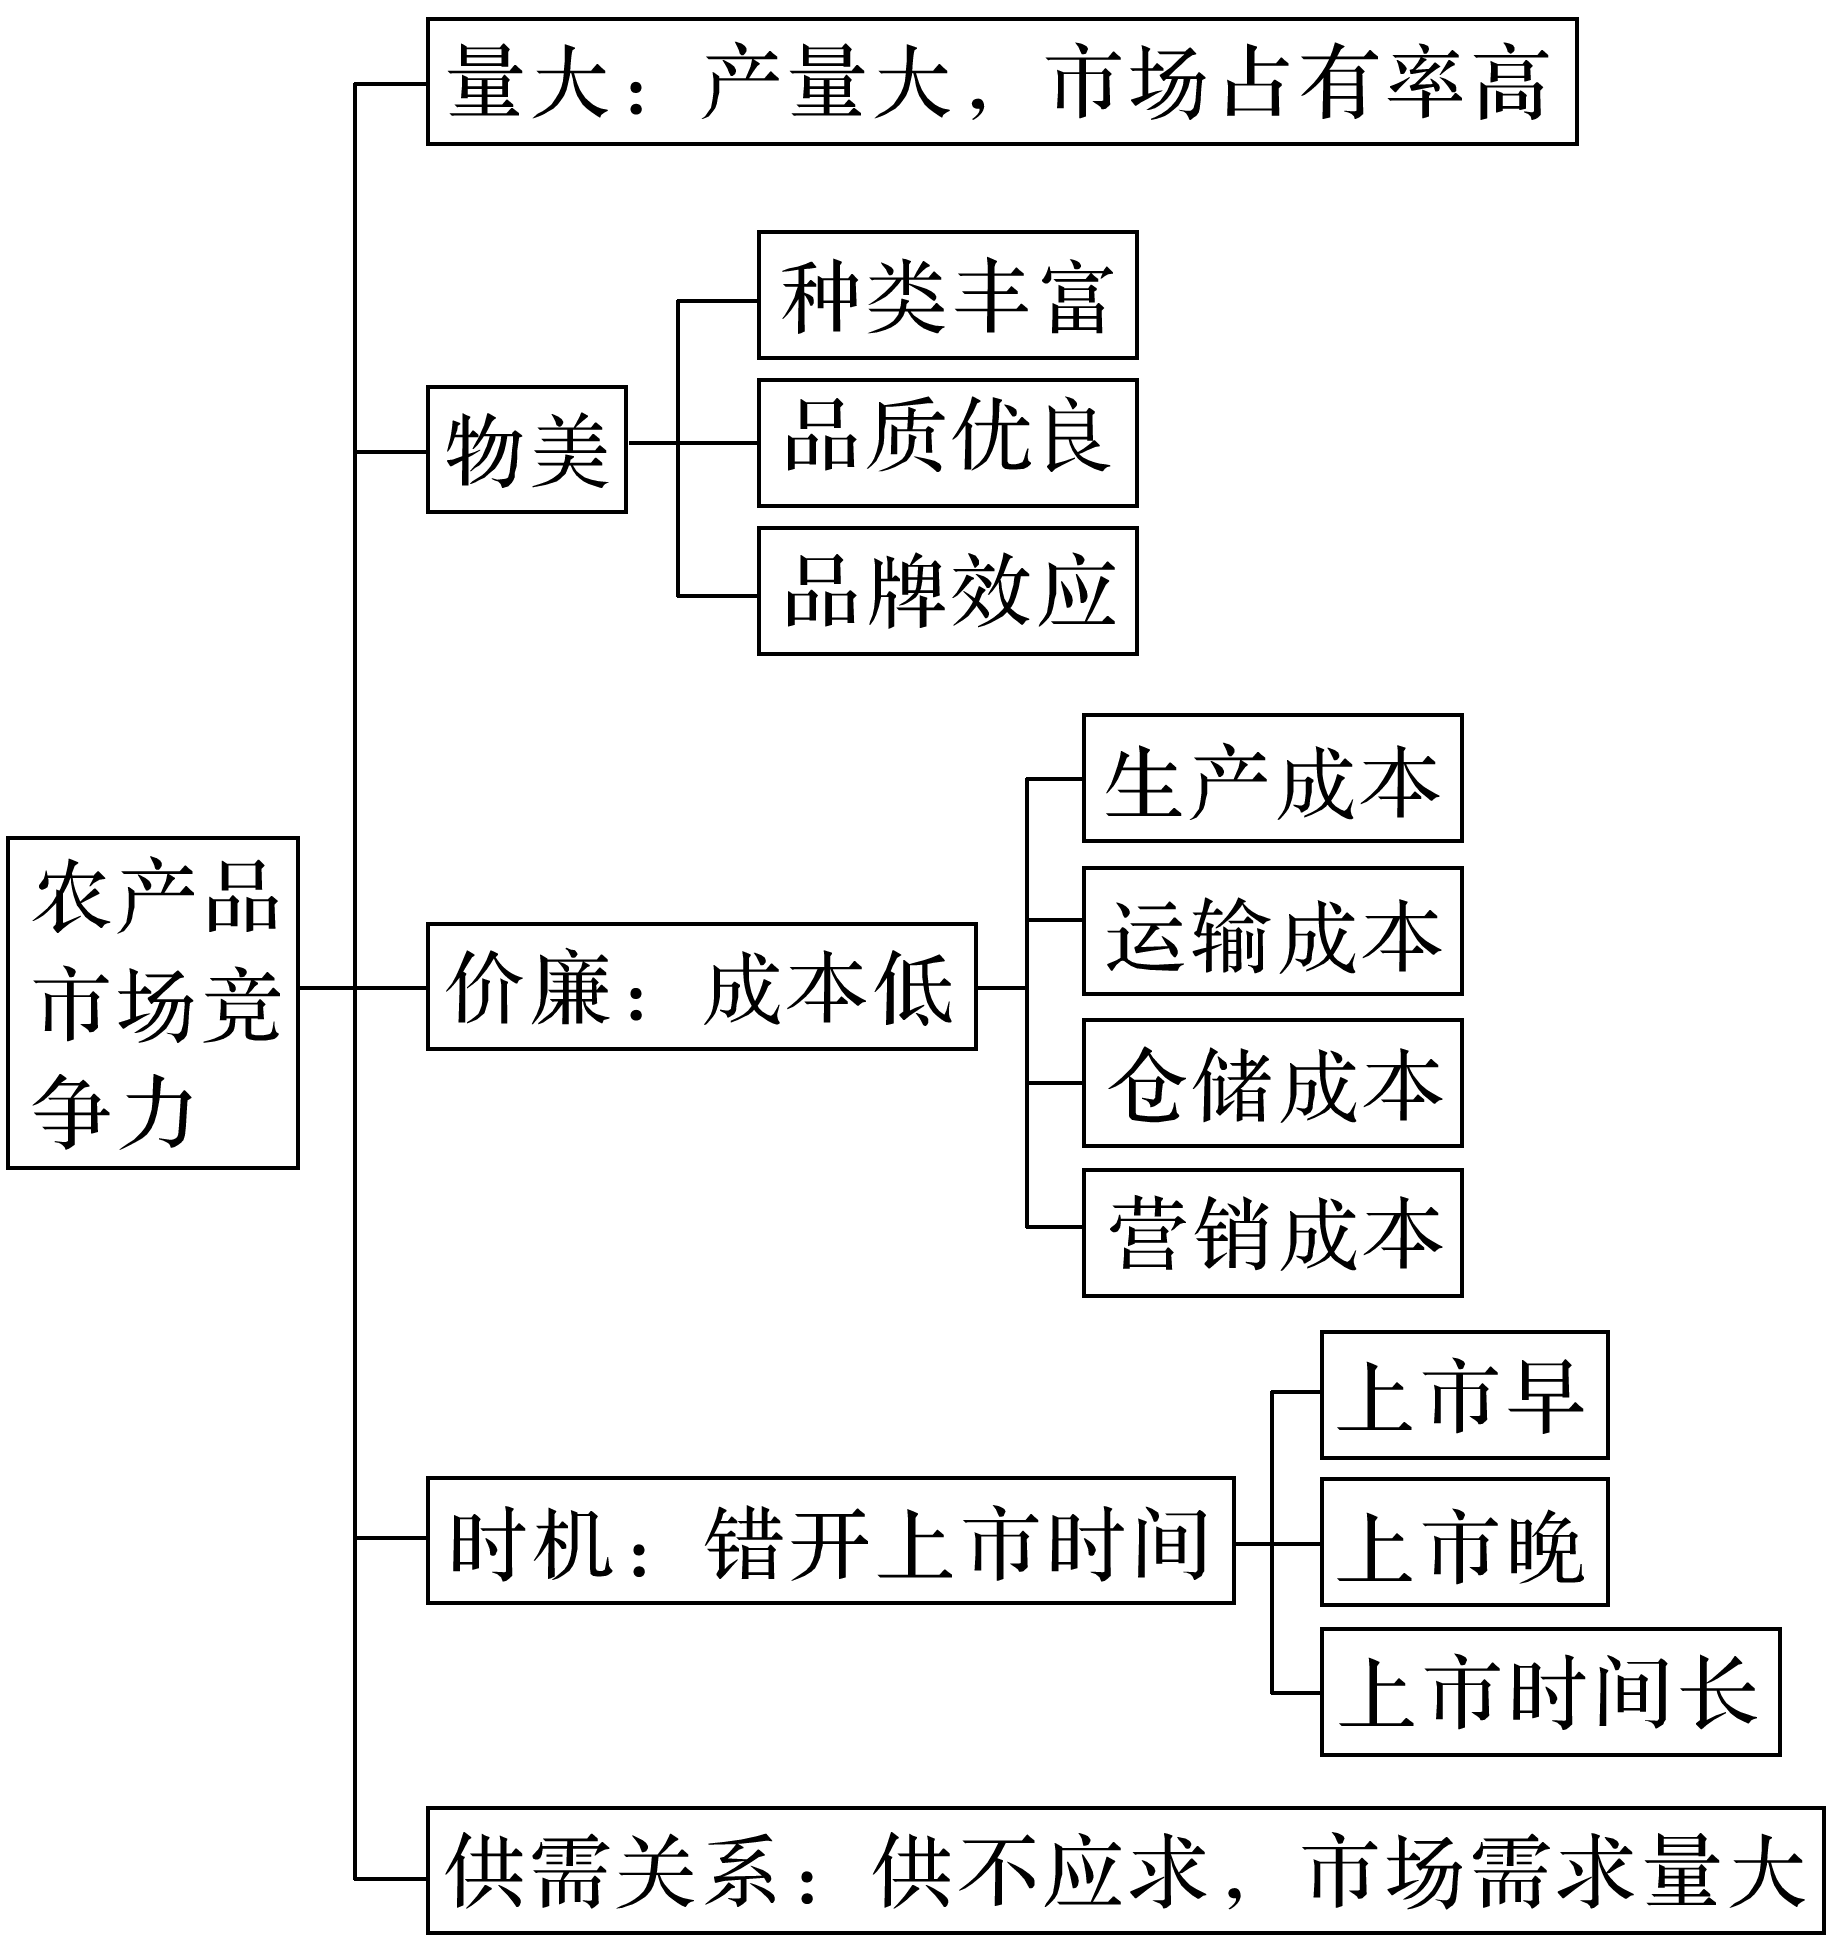 量大：产量大，市场占有率高
种类丰富
物美
品质优良
品牌效应
生产成本
农产品
市场竞
争力
运输成本
价廉：成本低
仓储成本
营销成本
上市早
时机：错开上市时间
上市晚
上市时间长
供需关系：供不应求，市场需求量大